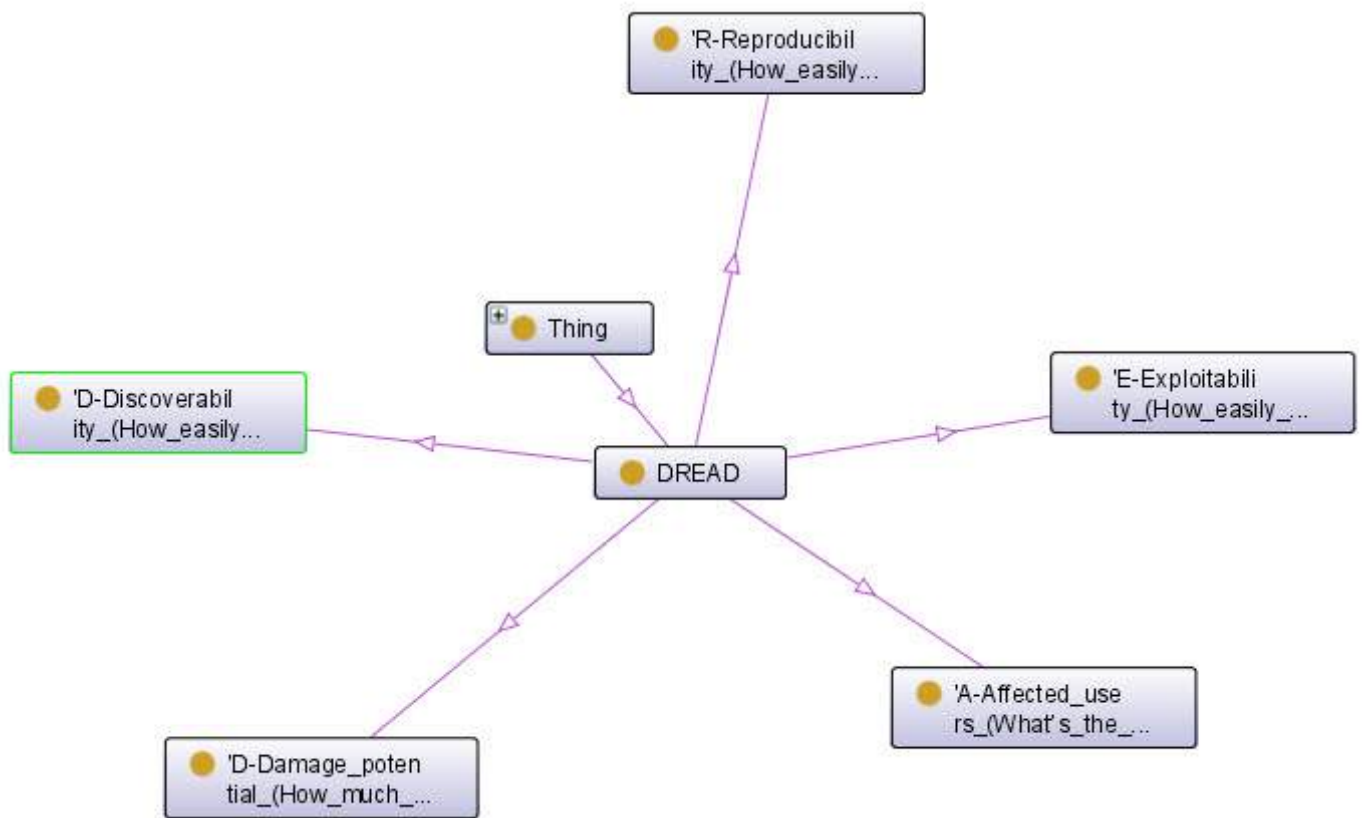 'R-Reproducibil
ity_(How_easily...
Thing
'D-Discoverabil
ity_(How_easily...
'E-Exploitabili
ty_(How_easily_...
DREAD
'A-Affected_use
rs_(What's_the_...
'D-Damage_poten
tial_(How_much_...